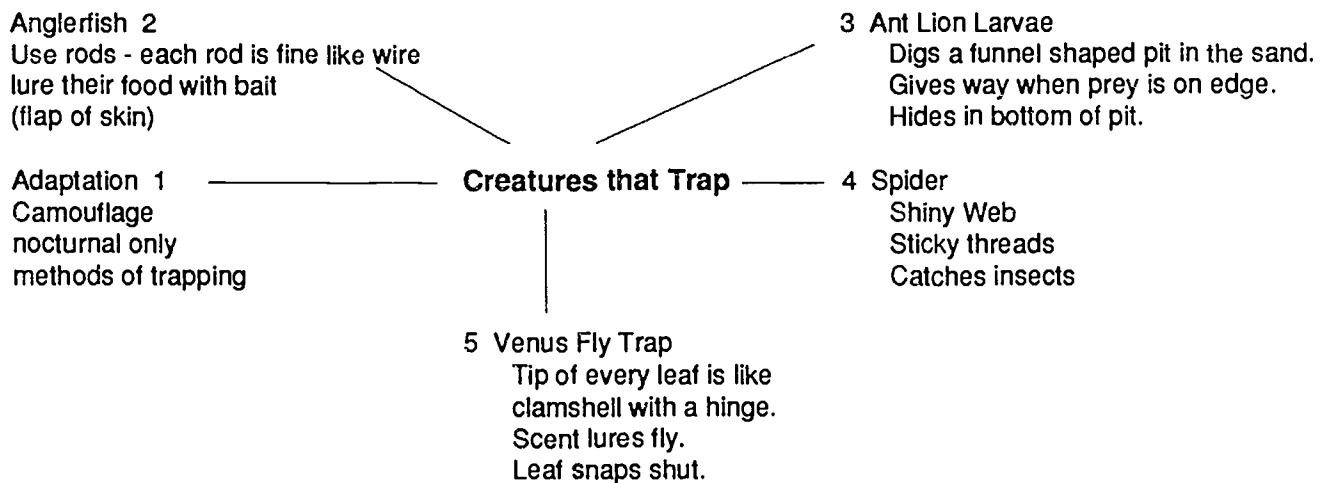 Anglerfish 2
Use rods - each rod is fine like wire
lure their food with bait
(flap of skin)
3 Ant Lion Larvae
Digs a funnel shaped pit in the sand.
Gives way when prey is on edge.
Hides in bottom of pit.
Adaptation 1
Camouflage
nocturnal only
methods of trapping
Creatures that Trap
4 Spider
Shiny Web
Sticky threads
Catches insects
5 Venus Fly Trap
Tip of every leaf is like
clamshell with a hinge.
Scent lures fly.
Leaf snaps shut.